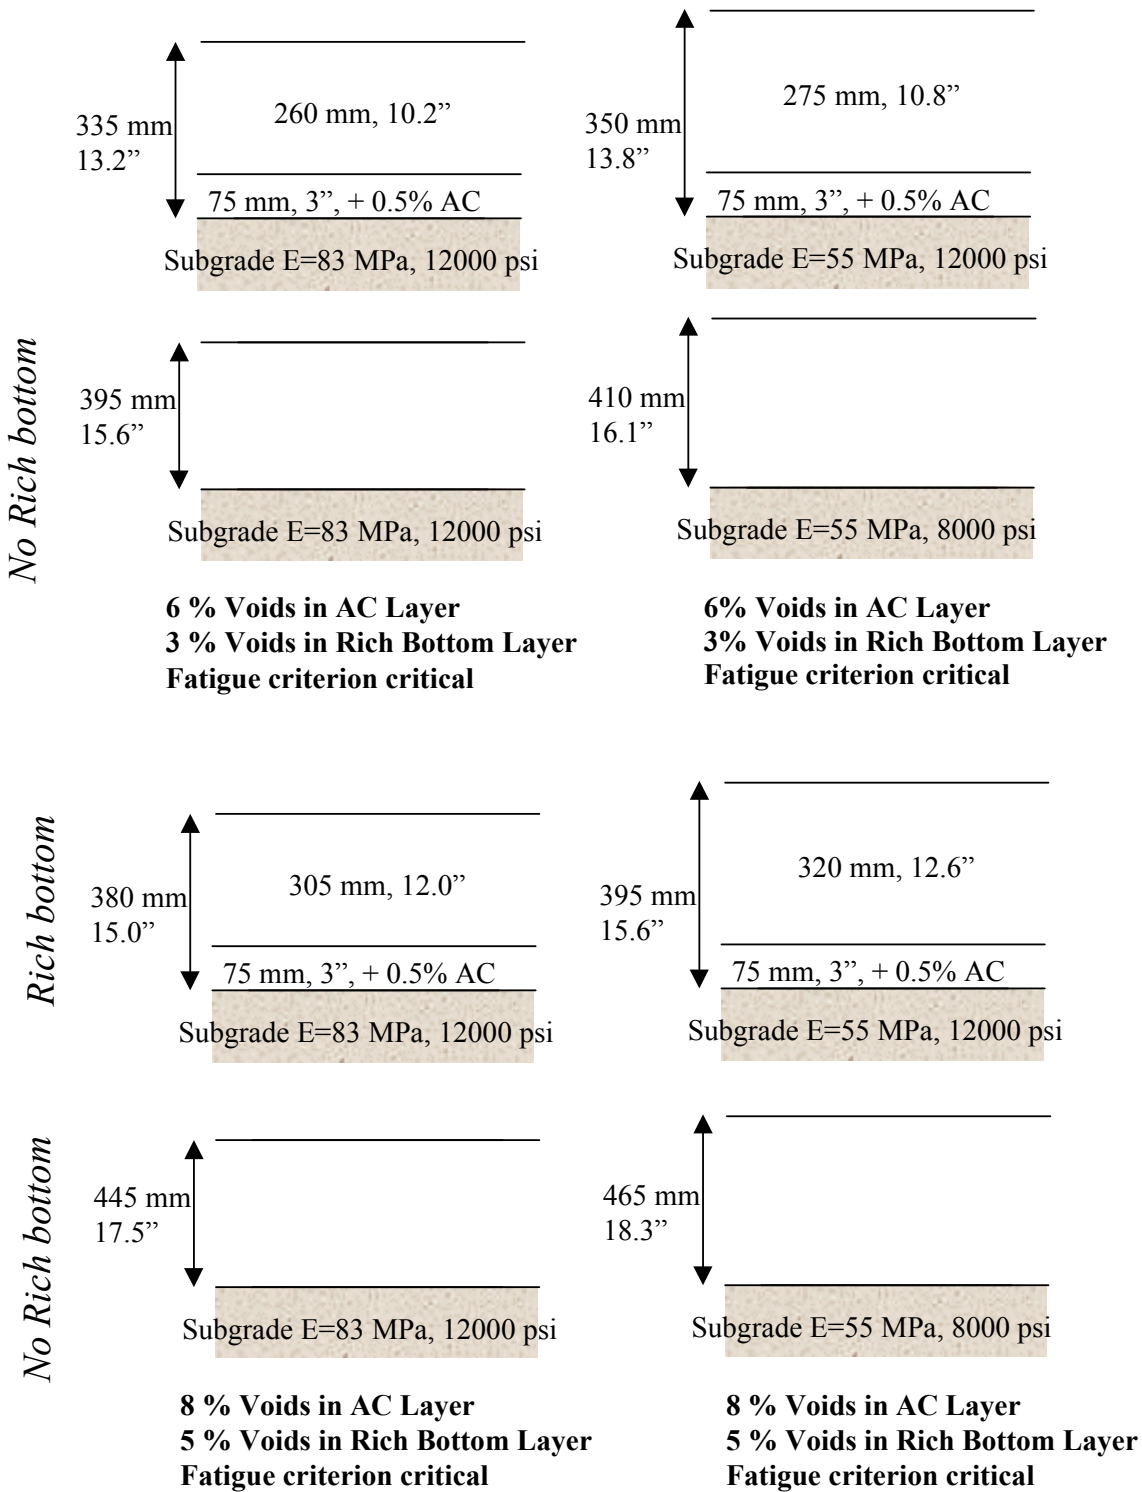 260 mm, 10.2”
335 mm
13.2”
75 mm, 3”, + 0.5% AC
Subgrade E=83 MPa, 12000 psi
275 mm, 10.8”
350 mm
13.8”
75 mm, 3”, + 0.5% AC
Subgrade E=55 MPa, 12000 psi
No Rich bottom
395 mm
15.6”
Subgrade E=83 MPa, 12000 psi
410 mm
16.1”
Subgrade E=55 MPa, 8000 psi
6 % Voids in AC Layer
3 % Voids in Rich Bottom Layer
Fatigue criterion critical
6% Voids in AC Layer
3% Voids in Rich Bottom Layer
Fatigue criterion critical
Rich bottom
305 mm, 12.0”
380 mm
15.0”
75 mm, 3”, + 0.5% AC
Subgrade E=83 MPa, 12000 psi
320 mm, 12.6”
395 mm
15.6”
75 mm, 3”, + 0.5% AC
Subgrade E=55 MPa, 12000 psi
No Rich bottom
445 mm
17.5”
Subgrade E=83 MPa, 12000 psi
465 mm
18.3”
Subgrade E=55 MPa, 8000 psi
8 % Voids in AC Layer
5 % Voids in Rich Bottom Layer
Fatigue criterion critical
8 % Voids in AC Layer
5 % Voids in Rich Bottom Layer
Fatigue criterion critical